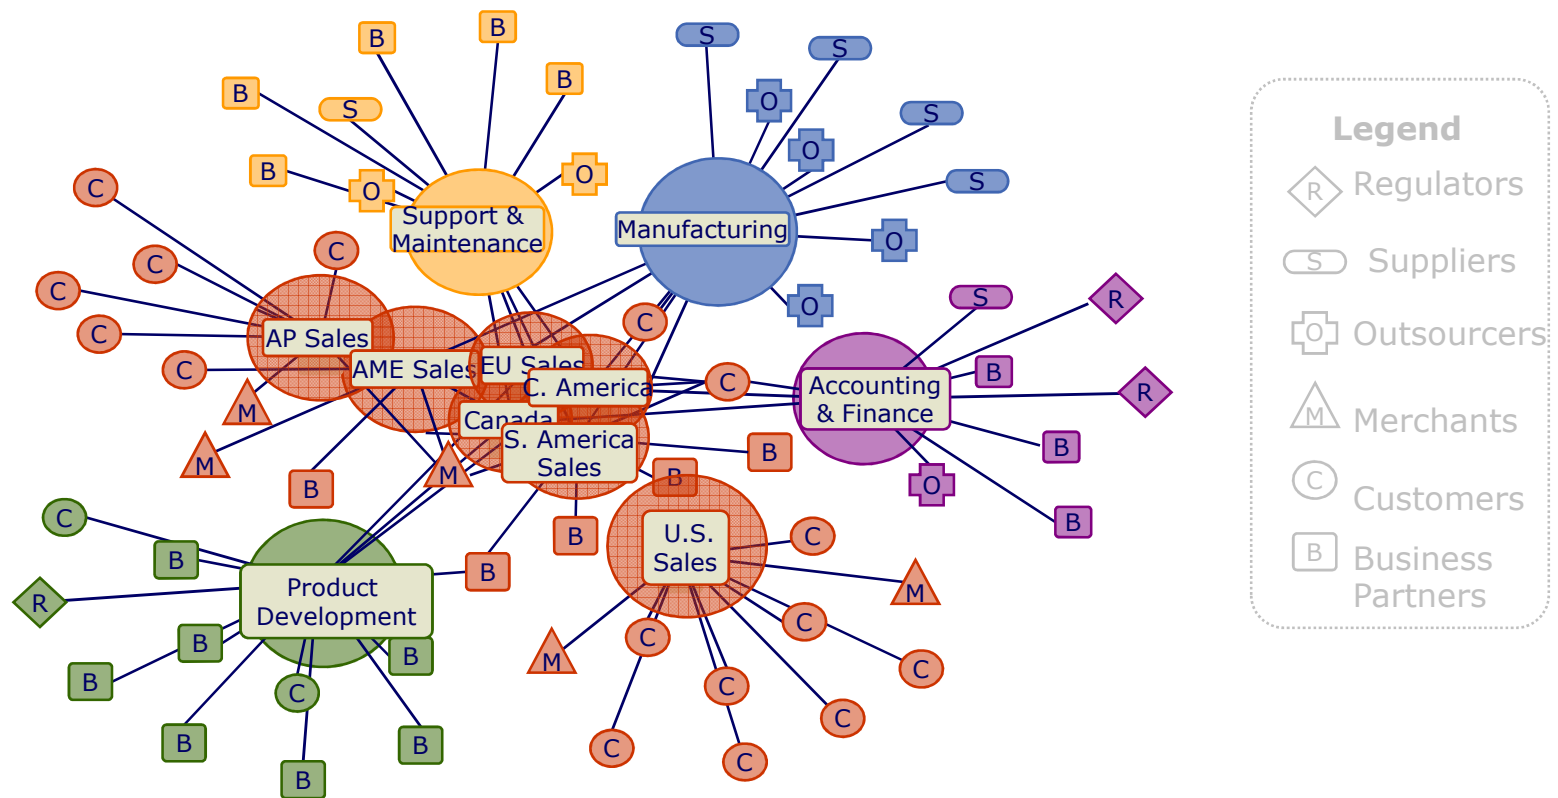 B
B
S
S
B
B
S
O
S
O
B
O
O
S
C
Support &
Maintenance
Manufacturing
O
C
C
C
O
S
R
C
C
AP Sales
C
AME Sales
EU Sales
C. America
C
Accounting
& Finance
B
R
M
Canada
S. America
Sales
M
M
B
B
B
B
O
B
B
C
B
R
Product
Development
B
B
B
B
C
B
B
B
B
U.S.
Sales
C
M
C
C
C
M
C
C
C
C
Legend
R
Regulators
S
Suppliers
O
Outsourcers
M
Merchants
C
Customers
B
Business
Partners